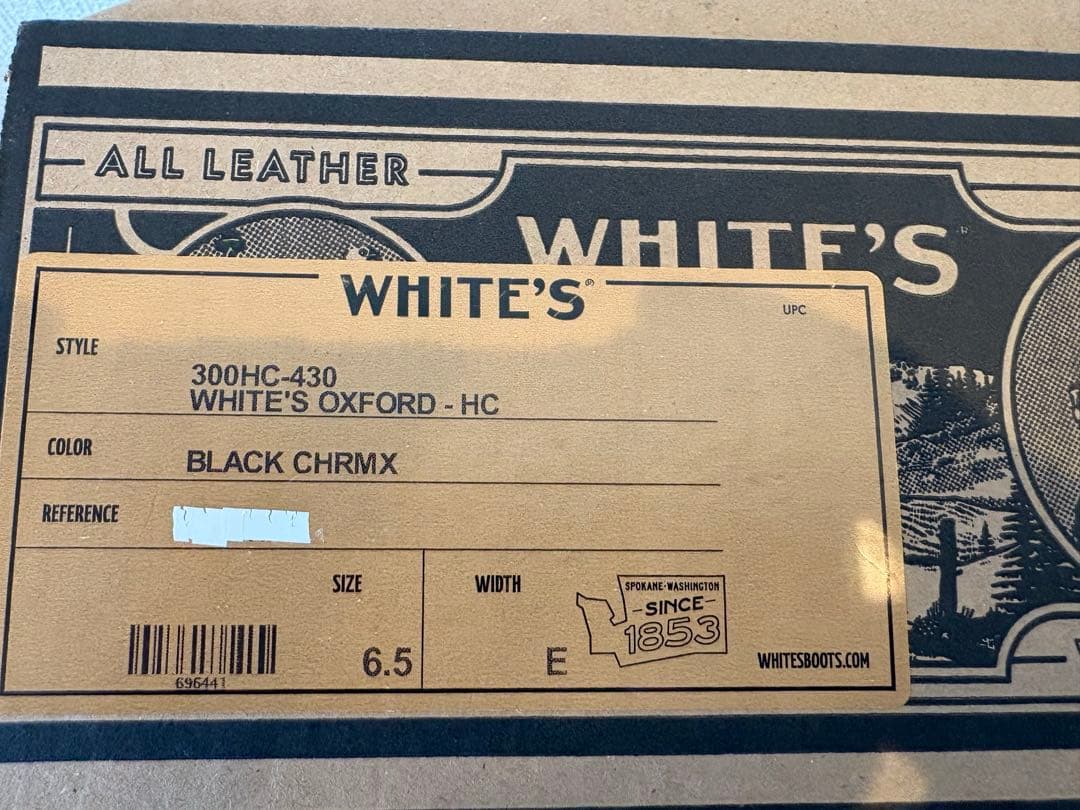 ALL LEATHER
WHITE'S
WHITE'S®
UPC
STYLE
300HC-430
WHITE'S OXFORD - HC
COLOR
BLACK CHRMX
REFERENCE
SIZE
WIDTH
SPOKANE-WASHINGTON
-SINCE-
1853
6.5
E
WHITESBOOTS.COM
696441